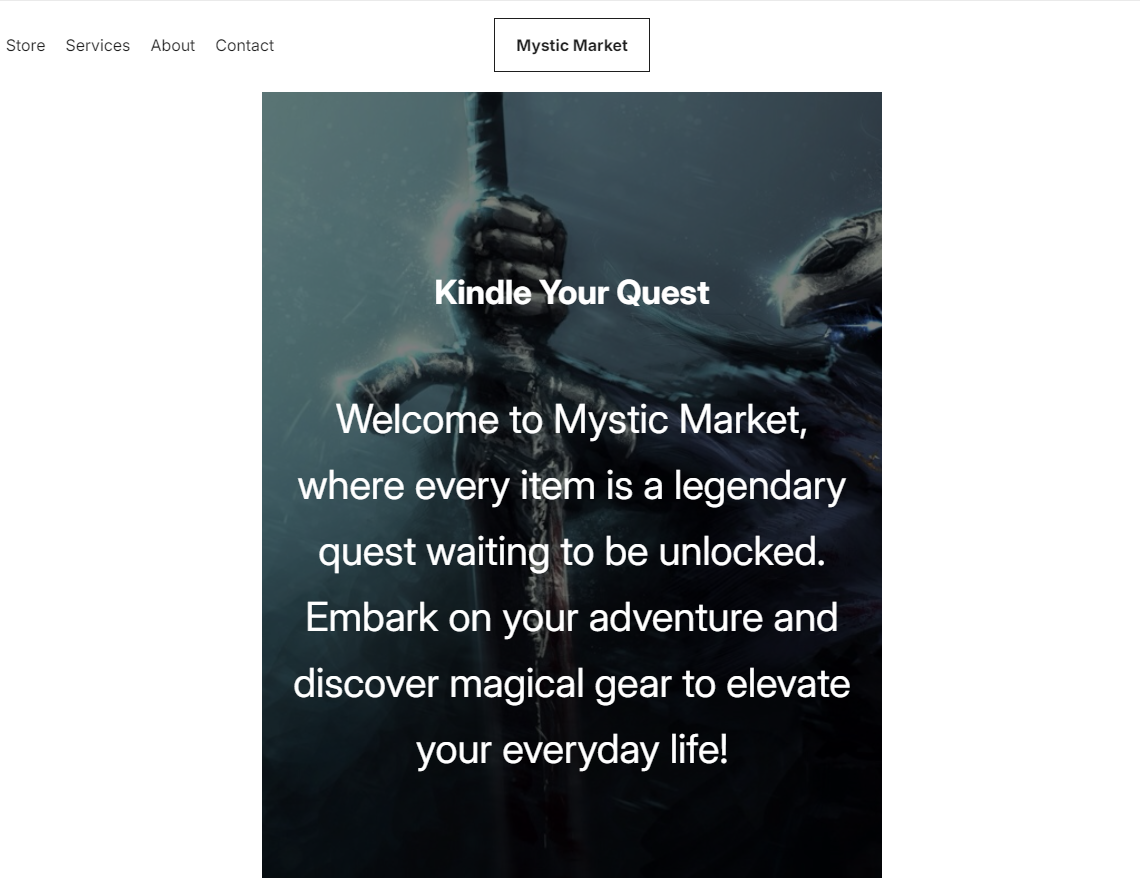 Store Services About Contact
Mystic Market
Kindle Your Quest
Welcome to Mystic Market,
where every item is a legendary
quest waiting to be unlocked.
Embark on your adventure and
discover magical gear to elevate
your everyday life!